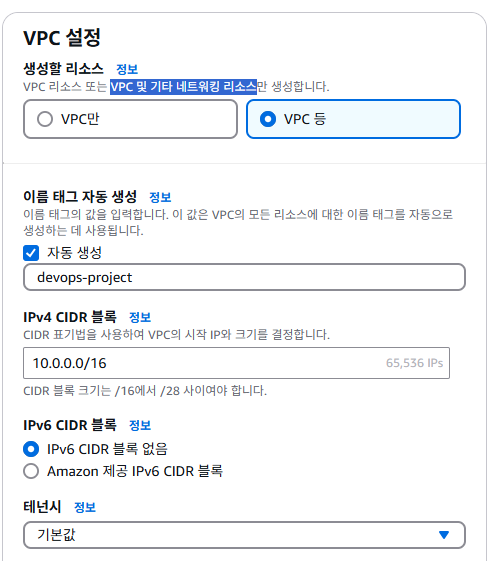 VPC 설정
생성할 리소스 정보
VPC 리소스 또는 VPC 및 기타 네트워킹 리소스만 생성합니다.
VPC만
VPC 등
이름 태그 자동 생성 정보
이름 태그의 값을 입력합니다. 이 값은 VPC의 모든 리소스에 대한 이름 태그를 자동으로
생성하는 데 사용됩니다.
자동 생성
devops-project
IPv4 CIDR 블록 정보
CIDR 표기법을 사용하여 VPC의 시작 IP와 크기를 결정합니다.
10.0.0.0/16 65,536 IPs
CIDR 블록 크기는 /16에서 /28 사이여야 합니다.
IPv6 CIDR 블록 정보
IPv6 CIDR 블록 없음
Amazon 제공 IPv6 CIDR 블록
테넌시 정보
기본값